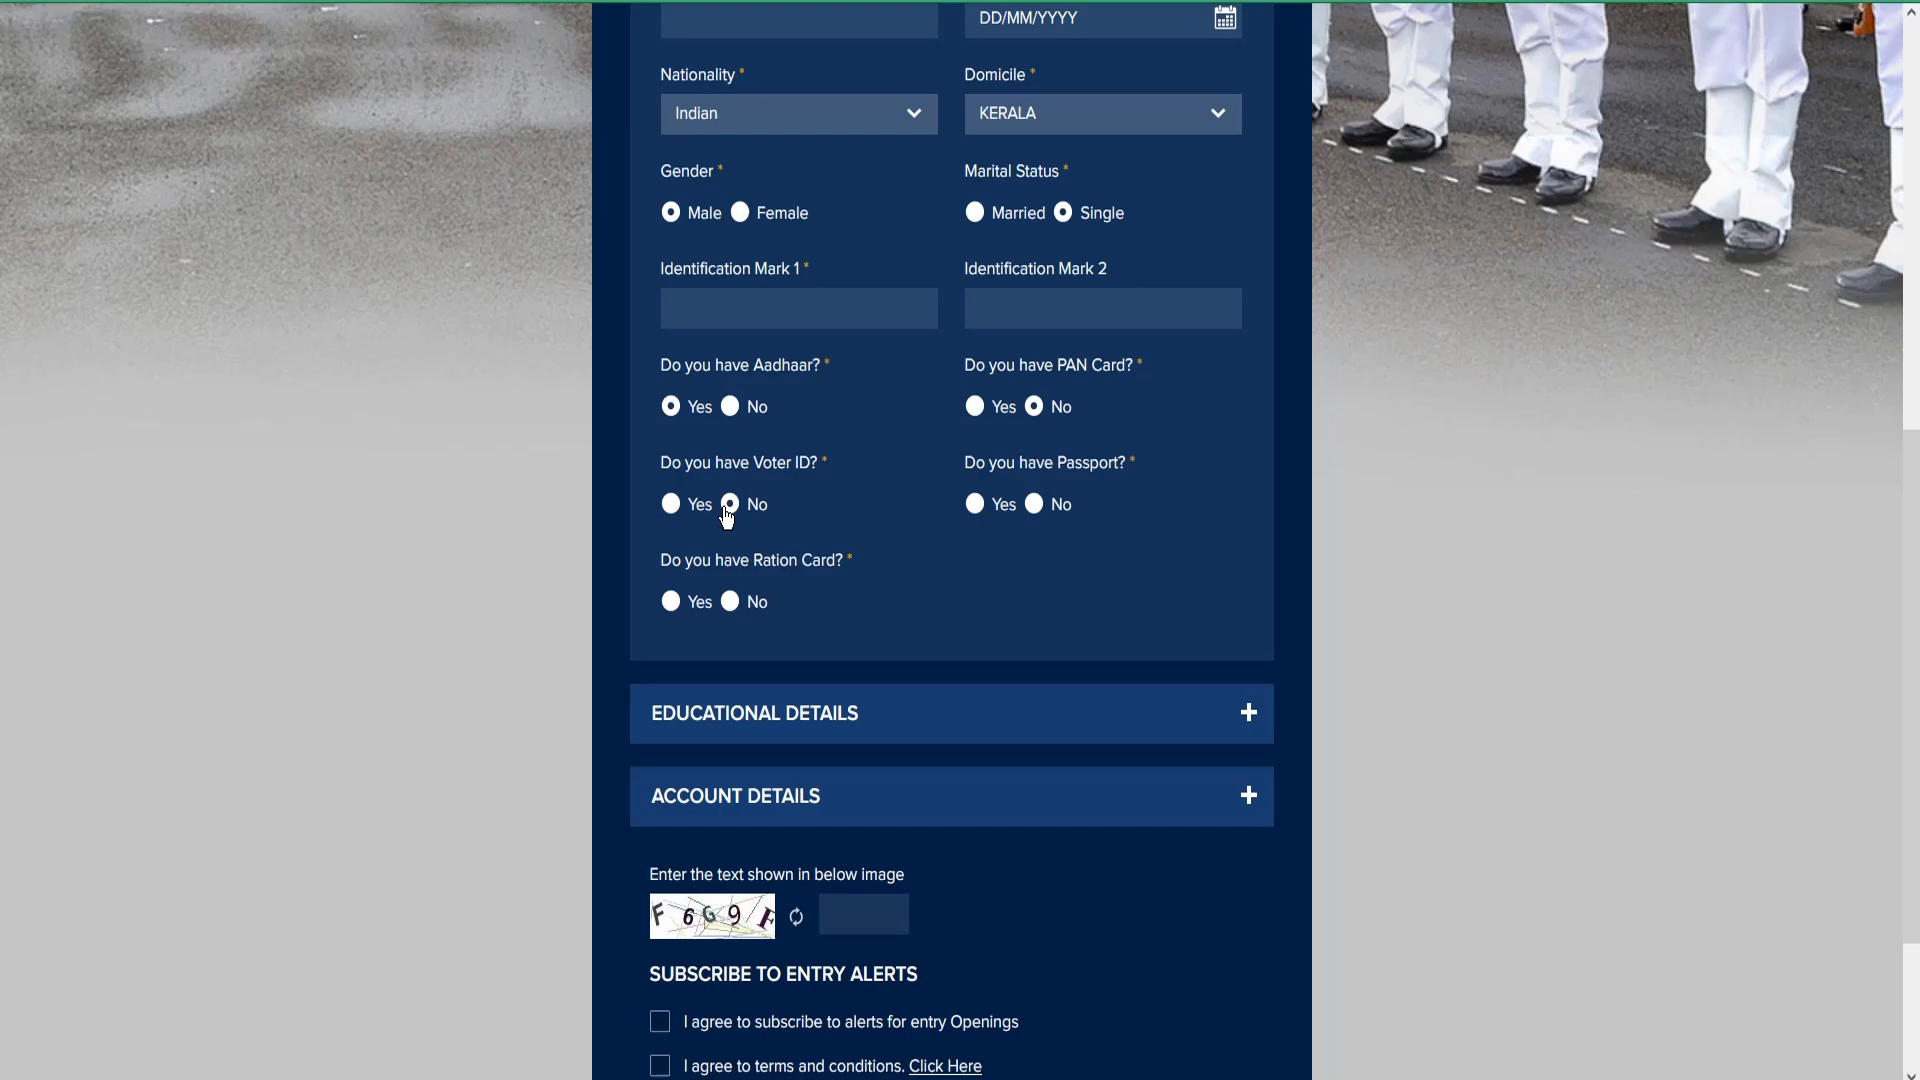 DD/MM/YYYY
Nationality * Domicile *
Indian KERALA
Gender * Marital Status *
Male Female Married Single
Identification Mark 1 * Identification Mark 2
Do you have Aadhaar? * Do you have PAN Card? *
Yes No Yes No
Do you have Voter ID? * Do you have Passport? *
Yes No Yes No
Do you have Ration Card? *
Yes No
EDUCATIONAL DETAILS +
ACCOUNT DETAILS +
Enter the text shown in below image
F 6 G 9 F
SUBSCRIBE TO ENTRY ALERTS
I agree to subscribe to alerts for entry Openings
I agree to terms and conditions. Click Here